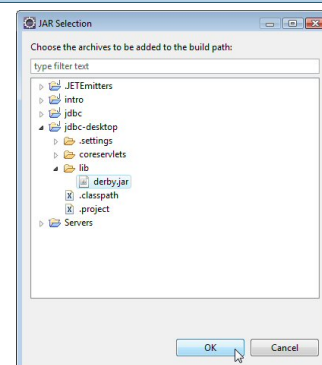 JAR Selection
Choose the archives to be added to the build path:
type filter text
.JETEmitters
intro
jdbc
jdbc-desktop
.settings
coreservlets
lib
derby.jar
.classpath
.project
Servers
OK
Cancel